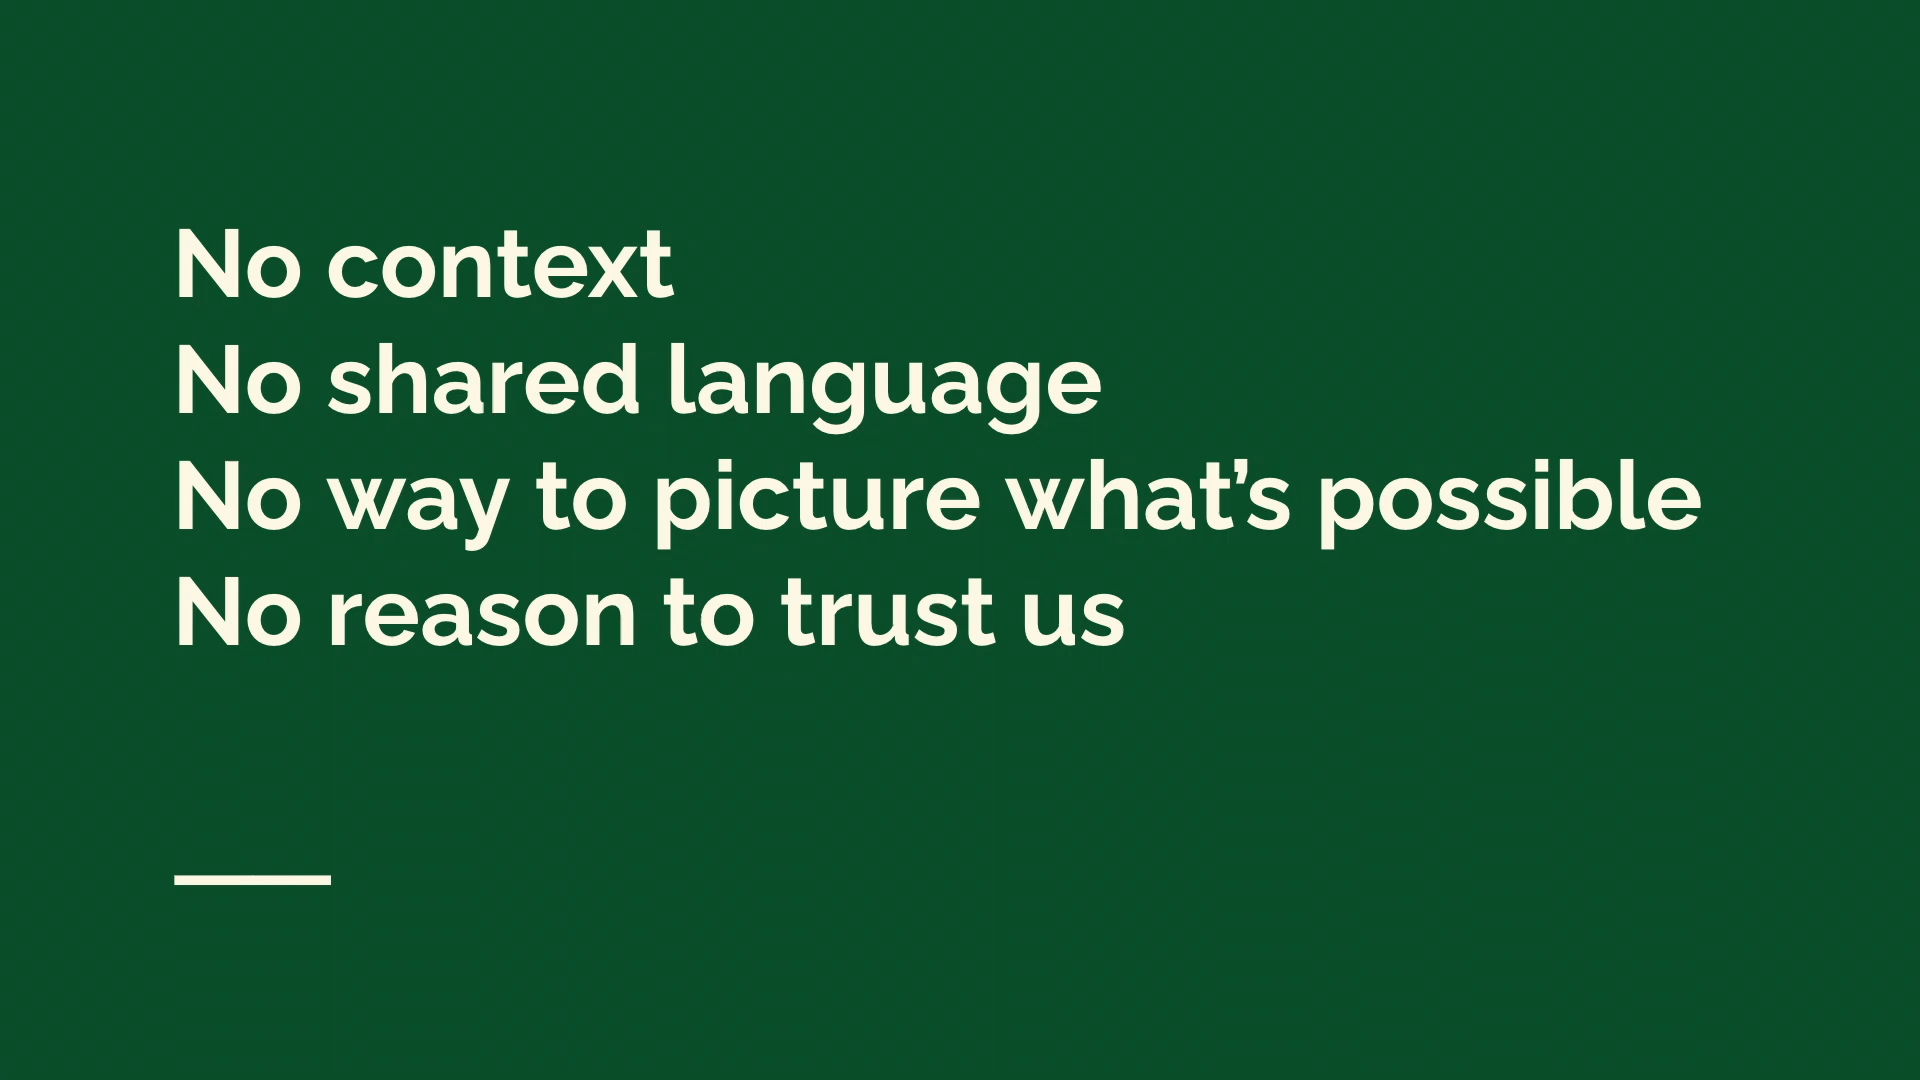 No context
No shared language
No way to picture what’s possible
No reason to trust us